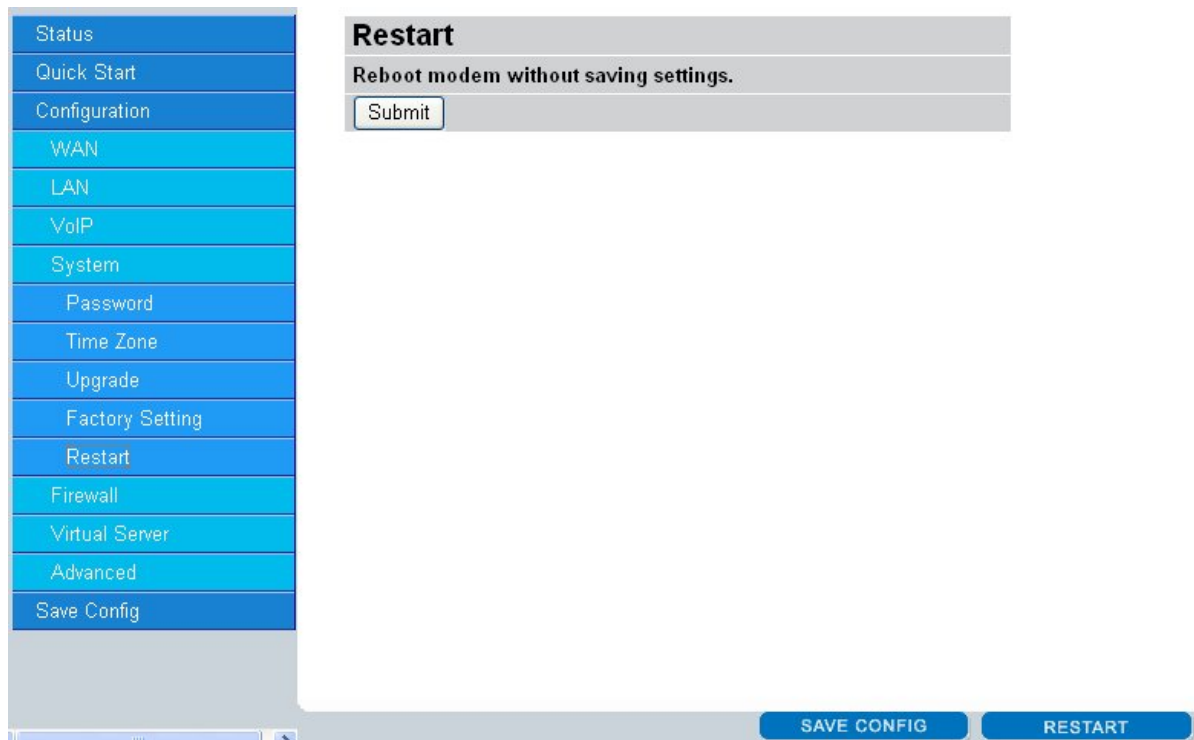 Status
Quick Start
Configuration
WAN
LAN
VoIP
System
Password
Time Zone
Upgrade
Factory Setting
Restart
Firewall
Virtual Server
Advanced
Save Config
Restart
Reboot modem without saving settings.
Submit
SAVE CONFIG
RESTART